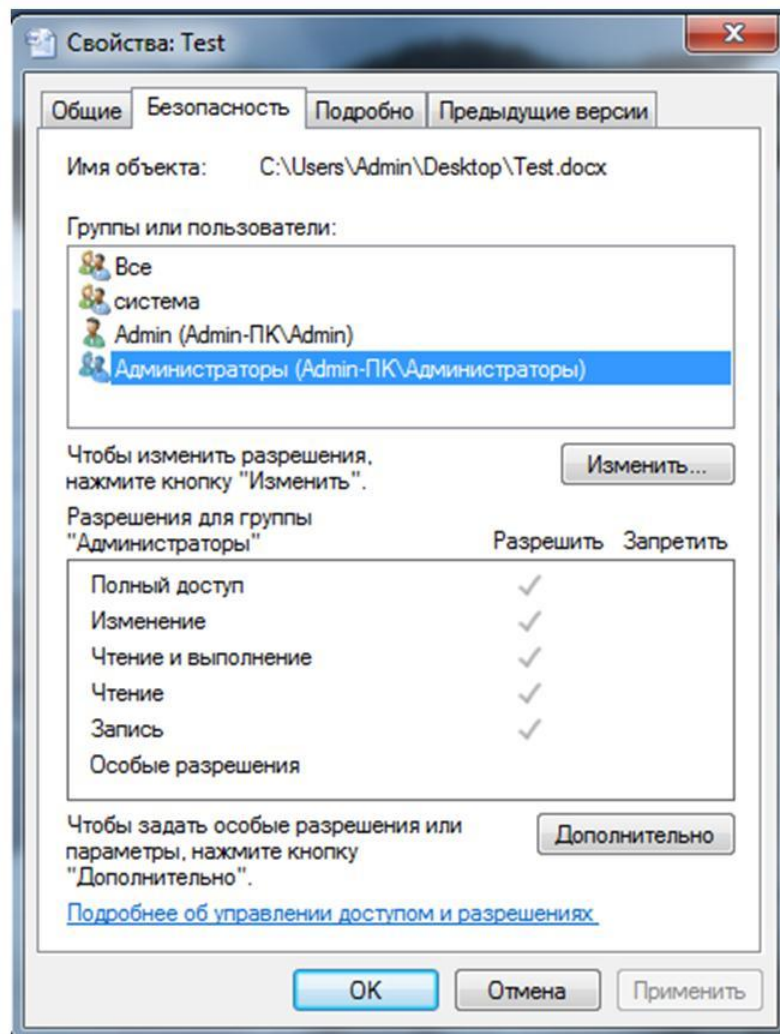 Свойства: Test
Общие Безопасность Подробно Предыдущие версии
Имя объекта: C:\Users\Admin\Desktop\Test.docx
Группы или пользователи:
Все
система
Admin (Admin-ПК\Admin)
Администраторы (Admin-ПК\Администраторы)
Чтобы изменить разрешения,
нажмите кнопку "Изменить".
Изменить...
Разрешения для группы
"Администраторы"
Разрешить Запретить
Полный доступ
Изменение
Чтение и выполнение
Чтение
Запись
Особые разрешения
Чтобы задать особые разрешения или
параметры, нажмите кнопку
"Дополнительно".
Дополнительно
Подробнее об управлении доступом и разрешениях
OK Отмена Применить